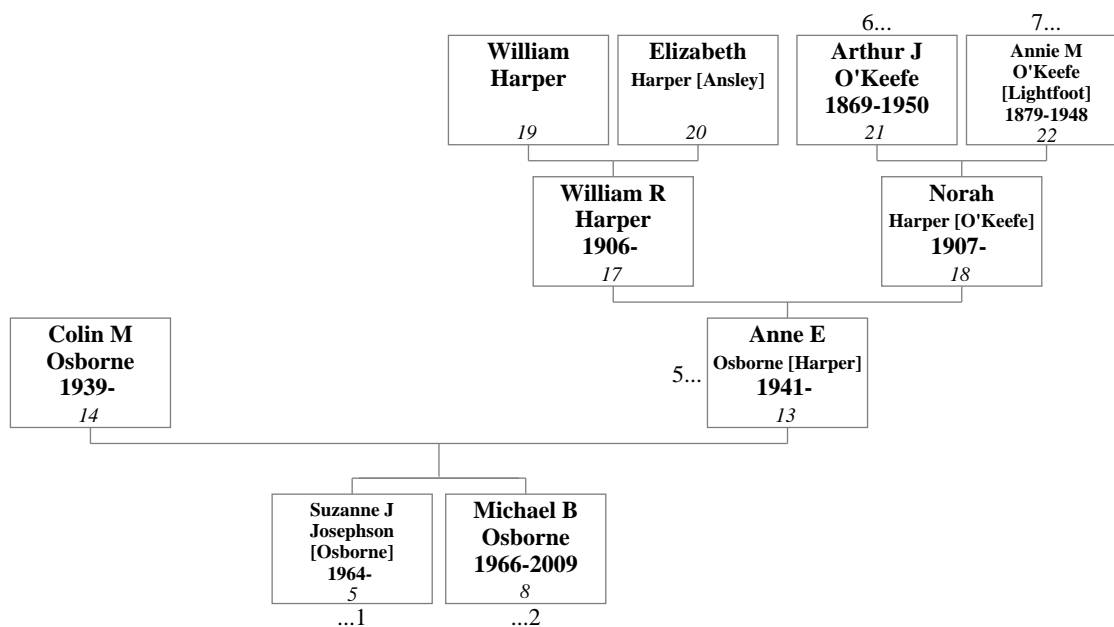 6...
7...
William
Harper
19
Elizabeth
Harper [Ansley]
20
Arthur J
O'Keefe
1869-1950
21
Annie M
O'Keefe
[Lightfoot]
1879-1948
22
William R
Harper
1906-
17
Norah
Harper [O'Keefe]
1907-
18
Colin M
Osborne
1939-
14
5...
Anne E
Osborne [Harper]
1941-
13
Suzanne J
Josephson
[Osborne]
1964-
5
Michael B
Osborne
1966-2009
8
...1
...2